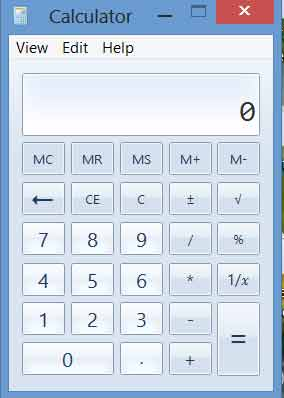 Calculator
View Edit Help
0
MC MR MS M+ M-
← CE C ± √
7 8 9 / %
4 5 6 * 1/x
1 2 3 - =
0 . +